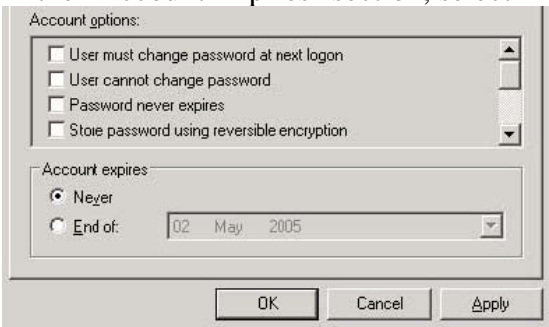 Account options:
User must change password at next logon
User cannot change password
Password never expires
Store password using reversible encryption
Account expires
Never
End of: 02 May 2005
OK Cancel Apply